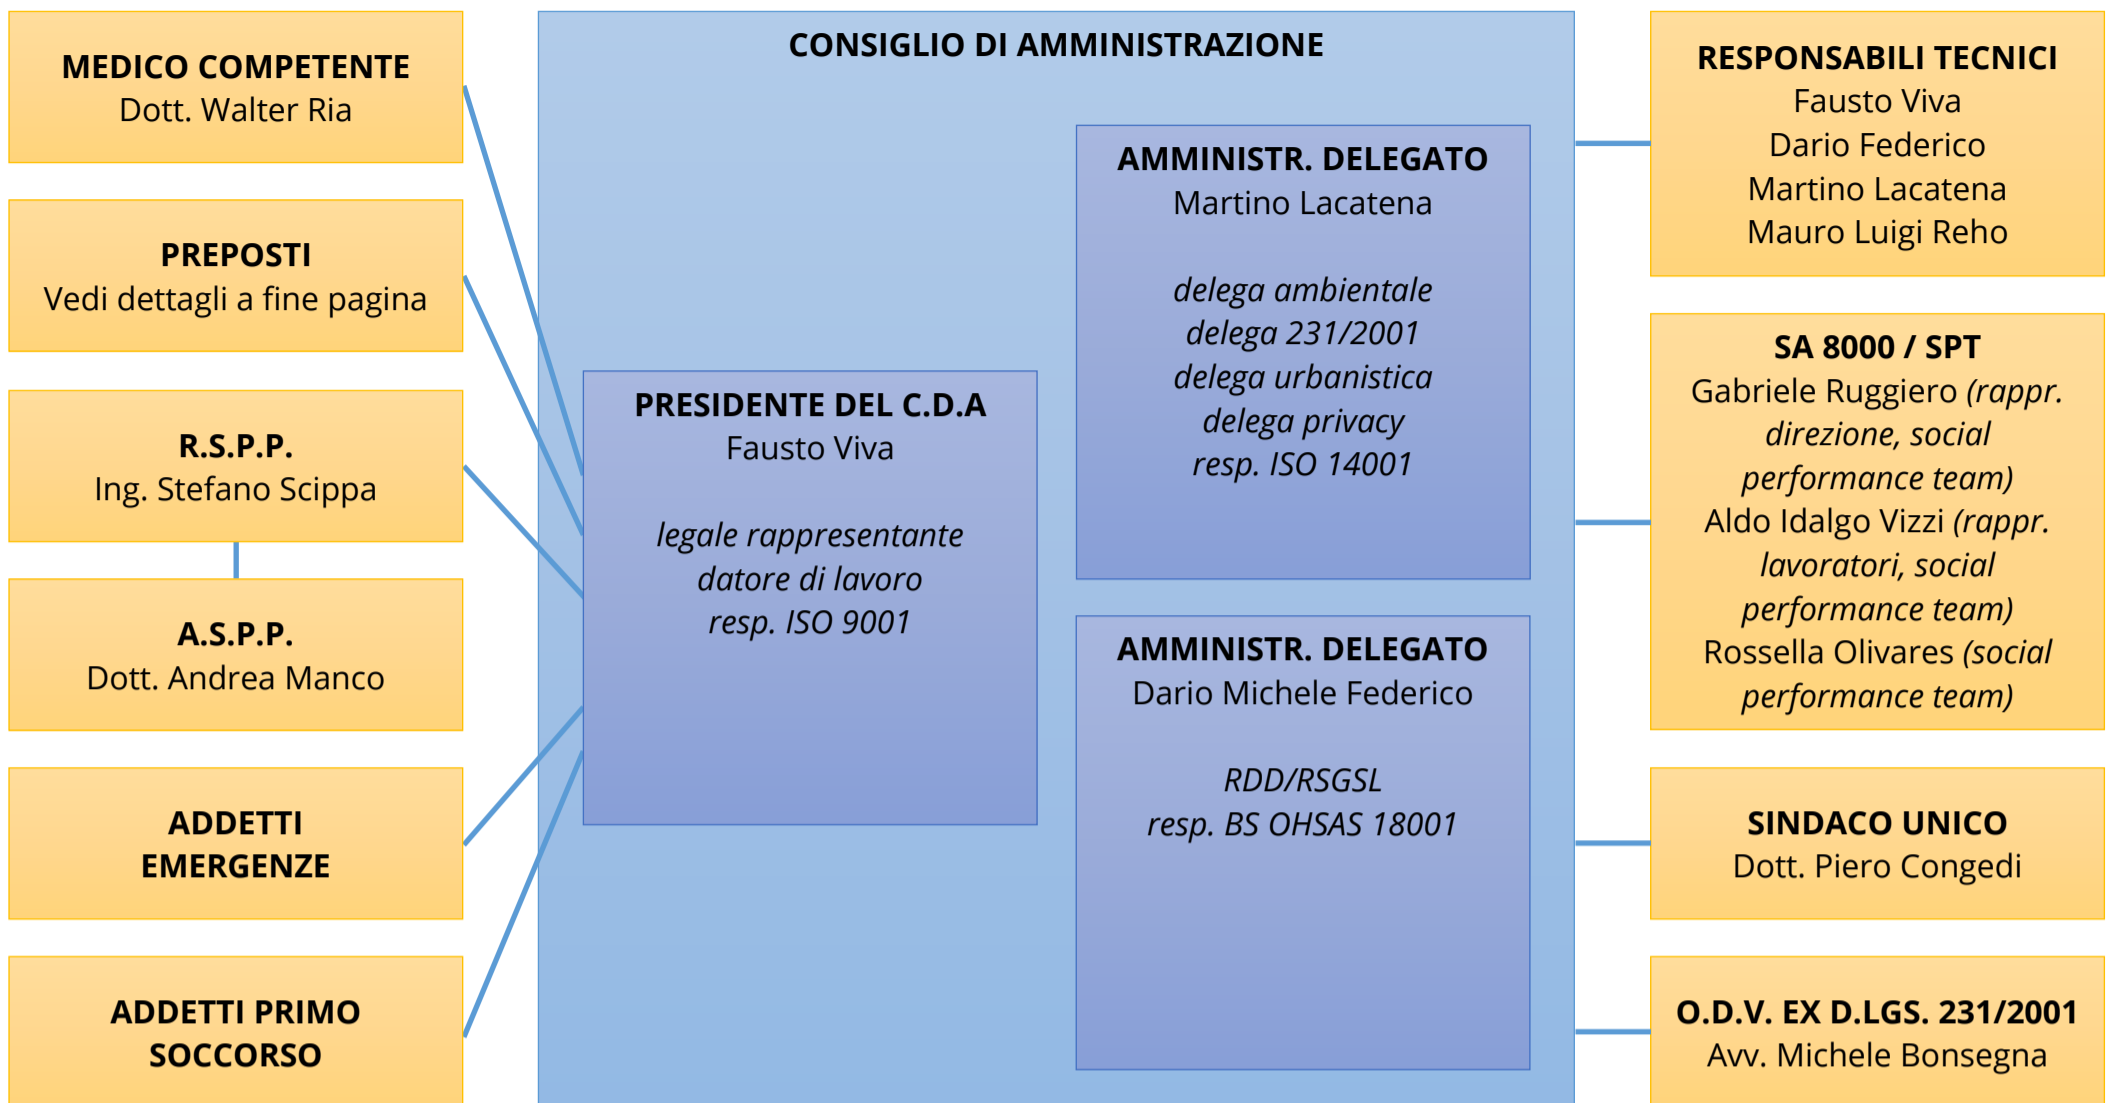 MEDICO COMPETENTE
Dott. Walter Ria
PREPOSTI
Vedi dettagli a fine pagina
R.S.P.P.
Ing. Stefano Scippa
A.S.P.P.
Dott. Andrea Manco
ADDETTI
EMERGENZE
ADDETTI PRIMO
SOCCORSO
CONSIGLIO DI AMMINISTRAZIONE
PRESIDENTE DEL C.D.A
Fausto Viva
legale rappresentante
datore di lavoro
resp. ISO 9001
AMMINISTR. DELEGATO
Martino Lacatena
delega ambientale
delega 231/2001
delega urbanistica
delega privacy
resp. ISO 14001
AMMINISTR. DELEGATO
Dario Michele Federico
RDD/RSGSL
resp. BS OHSAS 18001
RESPONSABILI TECNICI
Fausto Viva
Dario Federico
Martino Lacatena
Mauro Luigi Reho
SA 8000 / SPT
Gabriele Ruggiero (rappr.
direzione, social
performance team)
Aldo Idalgo Vizzi (rappr.
lavoratori, social
performance team)
Rossella Olivares (social
performance team)
SINDACO UNICO
Dott. Piero Congedi
O.D.V. EX D.LGS. 231/2001
Avv. Michele Bonsegna